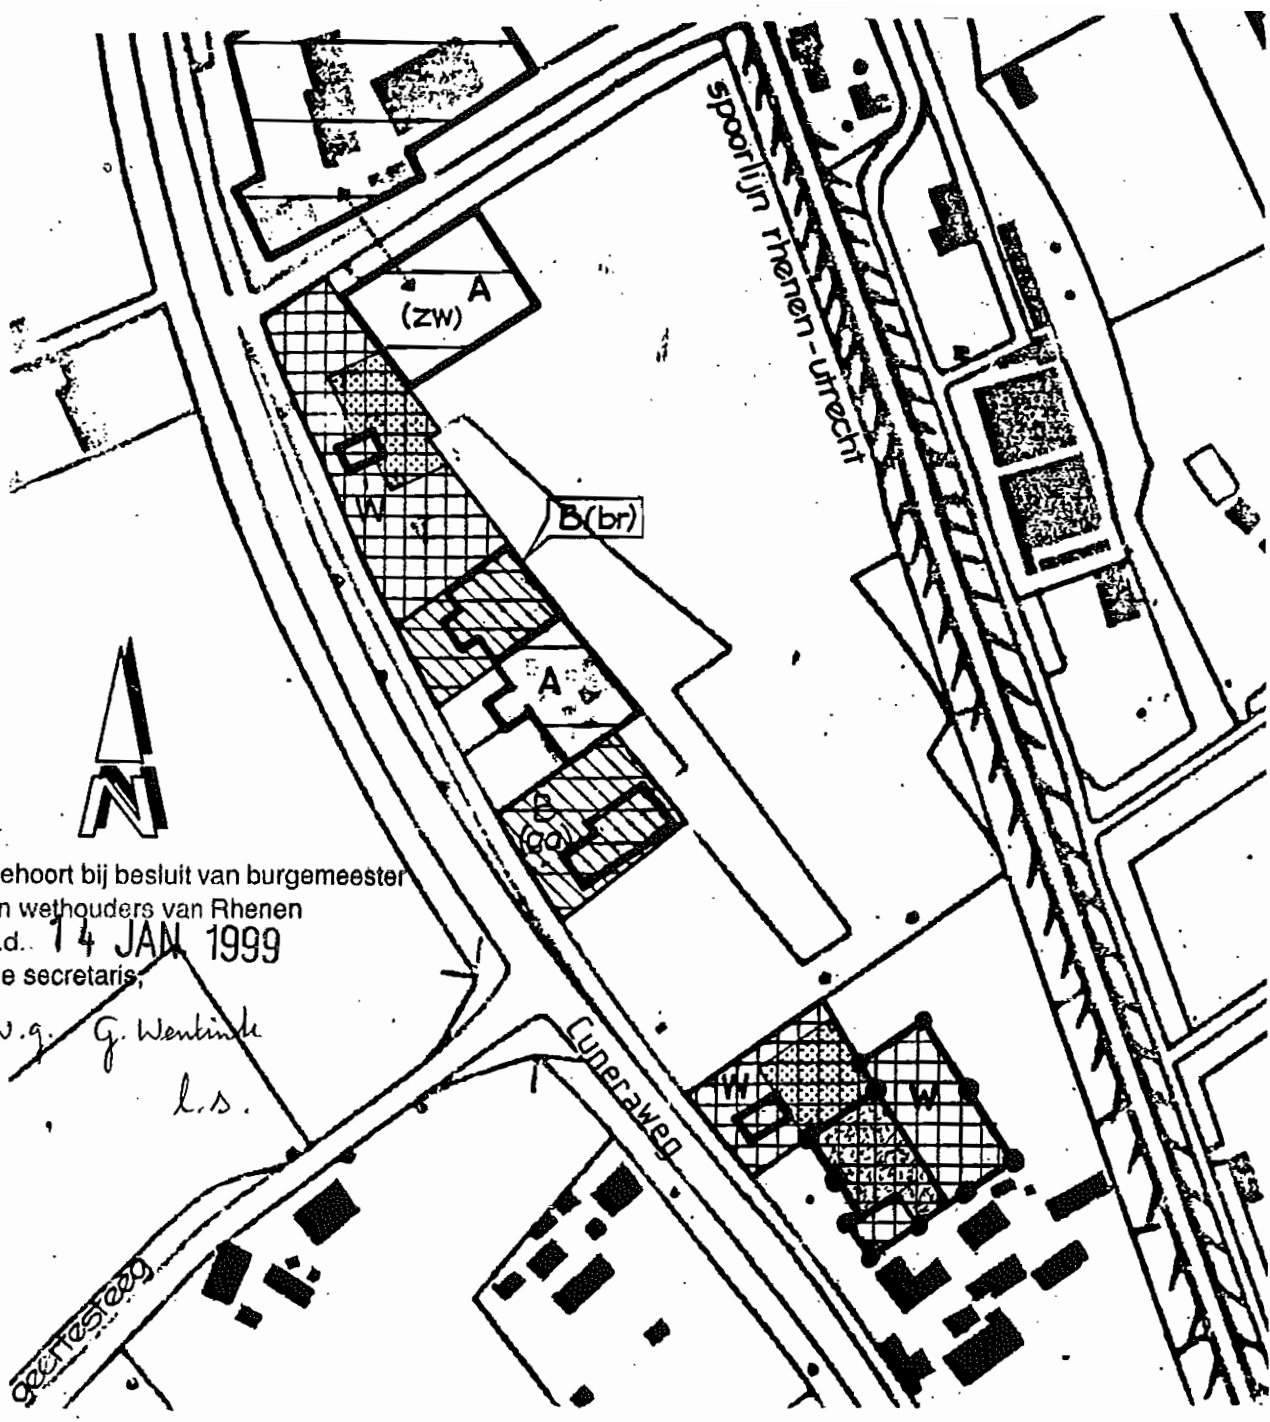 spoorlijn rhenen-utrecht
A
(zw)
W
B(br)
A
B
N
ehoort bij besluit van burgemeester
n wethouders van Rhenen
.d. 14 JAN. 1999
e secretaris,
w.g. G. Wentink
l.s.
Cuneraweg
W
W
geertesteeg